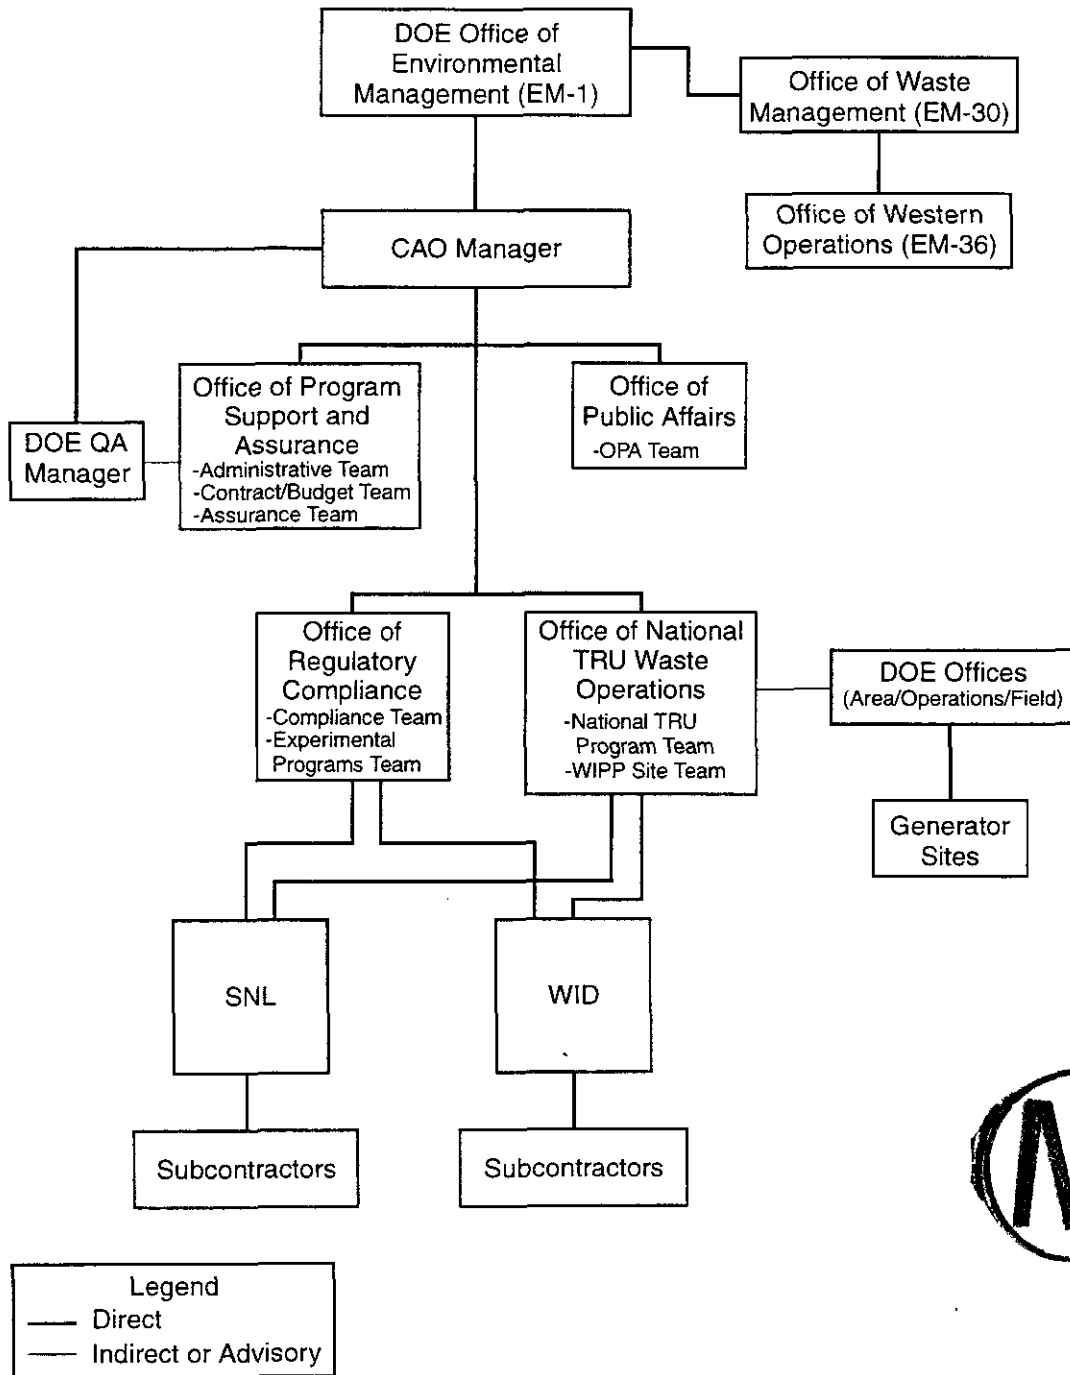 DOE Office of
Environmental
Management (EM-1)
Office of Waste
Management (EM-30)
Office of Western
Operations (EM-36)
CAO Manager
DOE QA
Manager
Office of Program
Support and
Assurance
-Administrative Team
-Contract/Budget Team
-Assurance Team
Office of
Public Affairs
-OPA Team
Office of
Regulatory
Compliance
-Compliance Team
-Experimental
Programs Team
Office of National
TRU Waste
Operations
-National TRU
Program Team
-WIPP Site Team
DOE Offices
(Area/Operations/Field)
Generator
Sites
SNL
WID
Subcontractors
Subcontractors
Legend
Direct
Indirect or Advisory